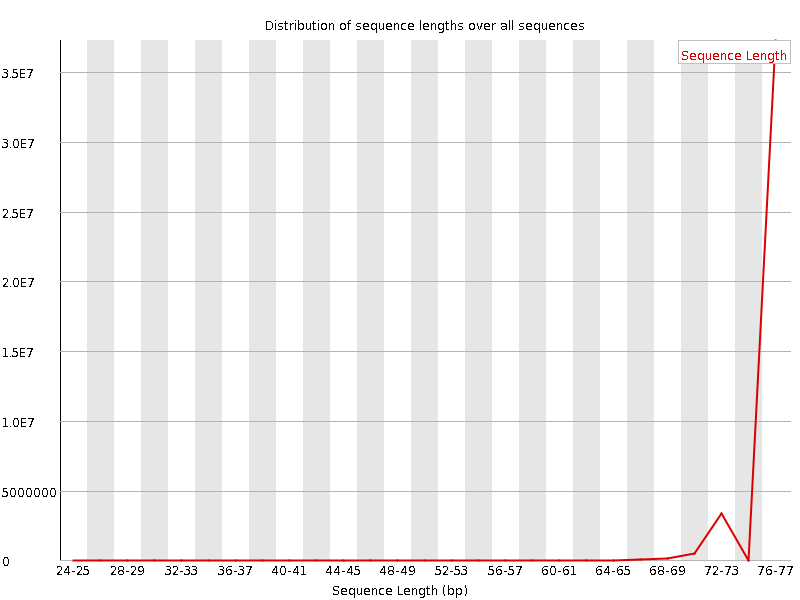 Distribution of sequence lengths over all sequences
Sequence Length
3.5E7
3.0E7
2.5E7
2.0E7
1.5E7
1.0E7
5000000
0
24-25 28-29 32-33 36-37 40-41 44-45 48-49 52-53 56-57 60-61 64-65 68-69 72-73 76-77
Sequence Length (bp)